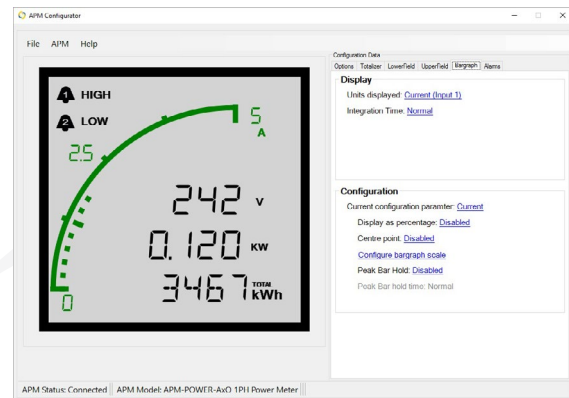 APM Configurator
File APM Help
Configuration Data
Options Totalizer LowerField UpperField Bargraph Alarms
Display
Units displayed: Current (Input 1)
Integration Time: Normal
1 HIGH
2 LOW
5
A
2.5
242 V
0.120 KW
3467 TOTAL kWh
0
Configuration
Current configuration paramter: Current
Display as percentage: Disabled
Centre point: Disabled
Configure bargraph scale
Peak Bar Hold: Disabled
Peak Bar hold time: Normal
APM Status: Connected APM Model: APM-POWER-AxO 1PH Power Meter